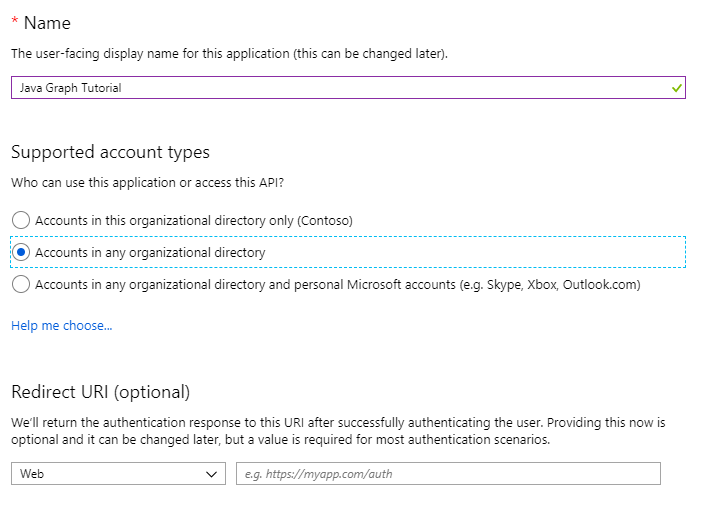 * Name
The user-facing display name for this application (this can be changed later).
Java Graph Tutorial
Supported account types
Who can use this application or access this API?
Accounts in this organizational directory only (Contoso)
Accounts in any organizational directory
Accounts in any organizational directory and personal Microsoft accounts (e.g. Skype, Xbox, Outlook.com)
Help me choose...
Redirect URI (optional)
We'll return the authentication response to this URI after successfully authenticating the user. Providing this now is
optional and it can be changed later, but a value is required for most authentication scenarios.
Web
e.g. https://myapp.com/auth